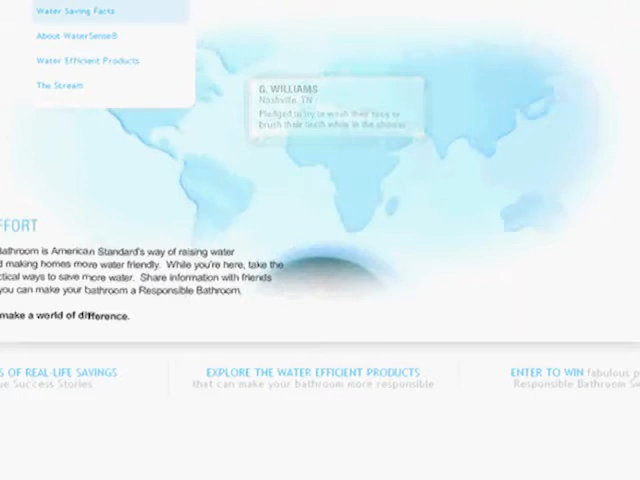 Water Saving Facts
About WaterSense®
Water Efficient Products
The Stream
G. WILLIAMS
Nashville, TN
Pledged to try to wash their face or
brush their teeth while in the shower
FFORT
Bathroom is American Standard's way of raising water
d making homes more water friendly. While you're here, take the
ctical ways to save more water. Share information with friends
you can make your bathroom a Responsible Bathroom.
make a world of difference.
S OF REAL-LIFE SAVINGS
ue Success Stories
EXPLORE THE WATER EFFICIENT PRODUCTS
that can make your bathroom more responsible
ENTER TO WIN fabulous p
Responsible Bathroom Sw